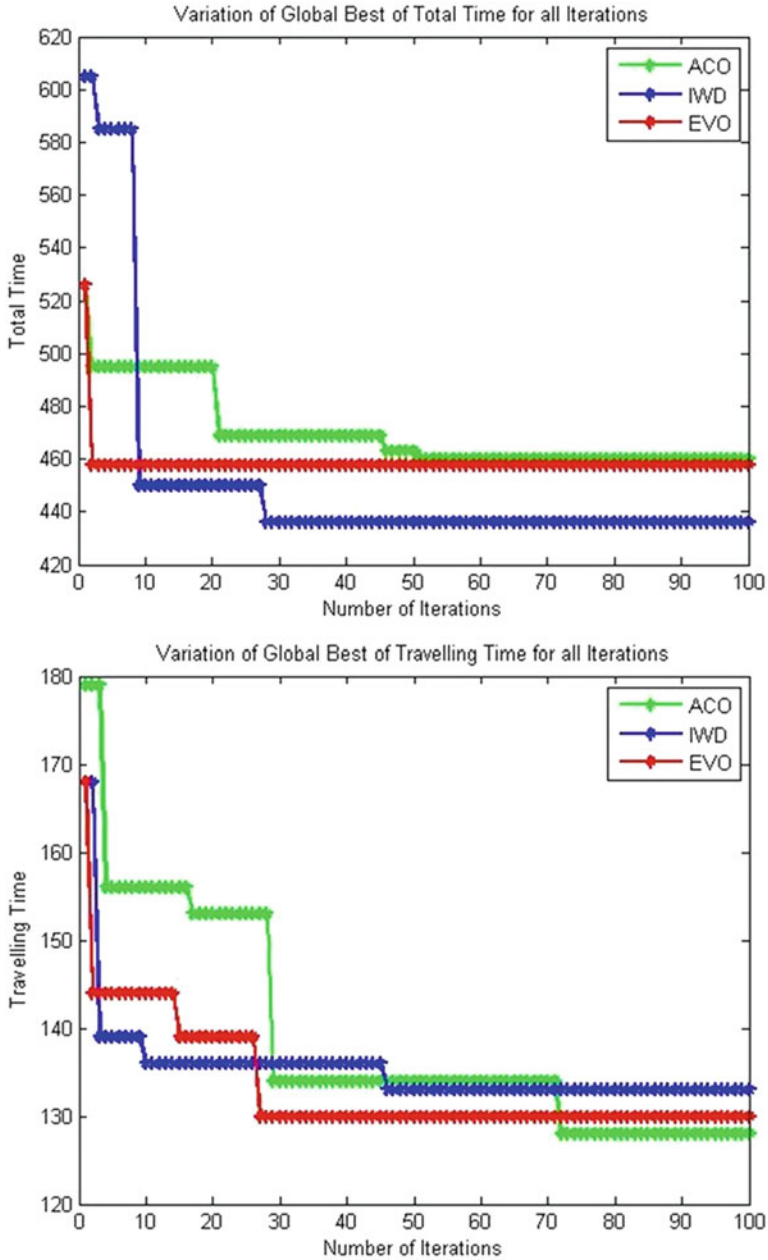 Variation of Global Best of Total Time for all Iterations
620
600
580
560
540
520
500
480
460
440
420
Total Time
ACO
IWD
EVO
0 10 20 30 40 50 60 70 80 90 100
Number of Iterations
Variation of Global Best of Travelling Time for all Iterations
180
170
160
150
140
130
120
Travelling Time
ACO
IWD
EVO
0 10 20 30 40 50 60 70 80 90 100
Number of Iterations